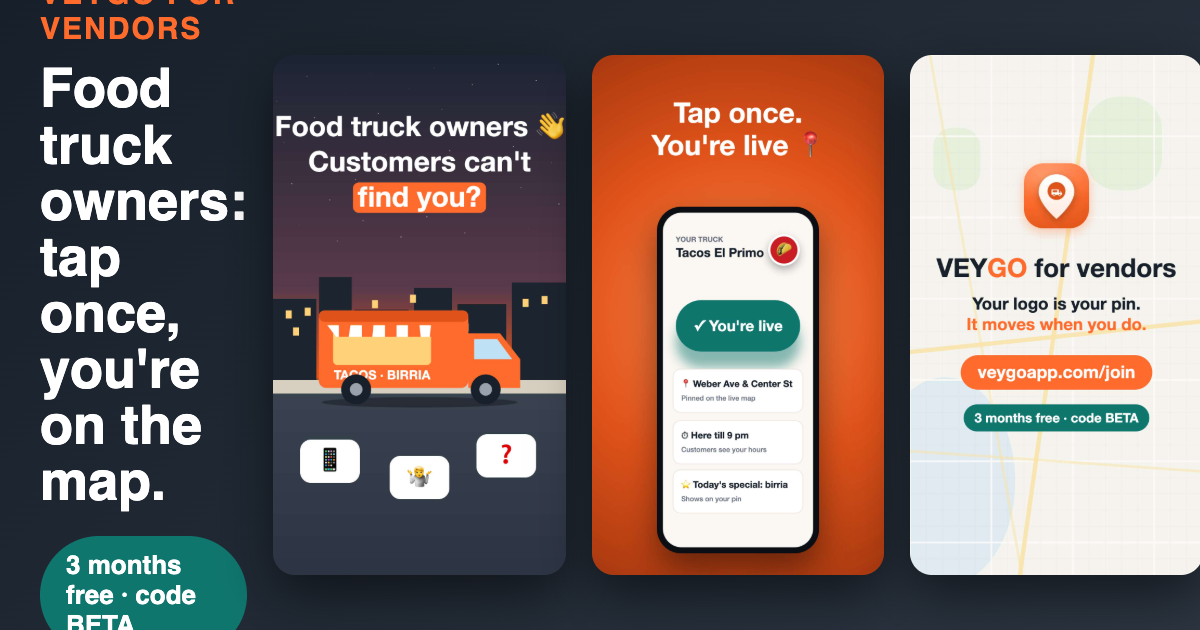 VEYGO FOR
VENDORS
Food
truck
owners:
tap
once,
you're
on the
map.
3 months
free · code
BETA
Food truck owners 👋
Customers can't
find you?
TACOS · BIRRIA
❓
Tap once.
You're live 📍
YOUR TRUCK
Tacos El Primo
✓ You're live
📍 Weber Ave & Center St
Pinned on the live map
⏱ Here till 9 pm
Customers see your hours
⭐ Today's special: birria
Shows on your pin
VEYGO for vendors
Your logo is your pin.
It moves when you do.
veygoapp.com/join
3 months free · code BETA